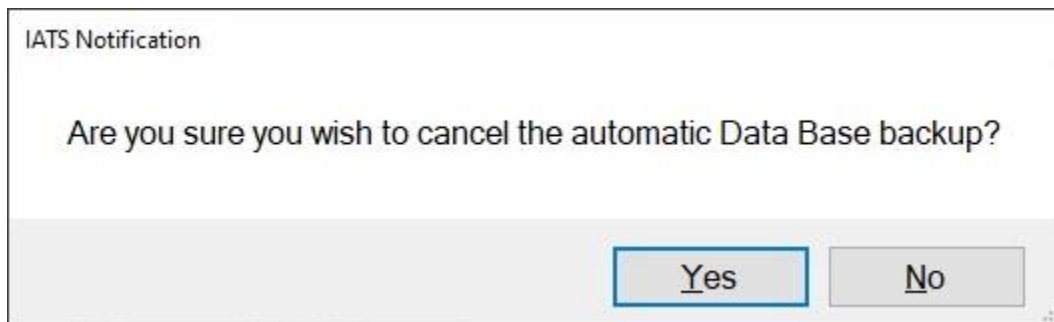 IATS Notification
Are you sure you wish to cancel the automatic Data Base backup?
Yes No